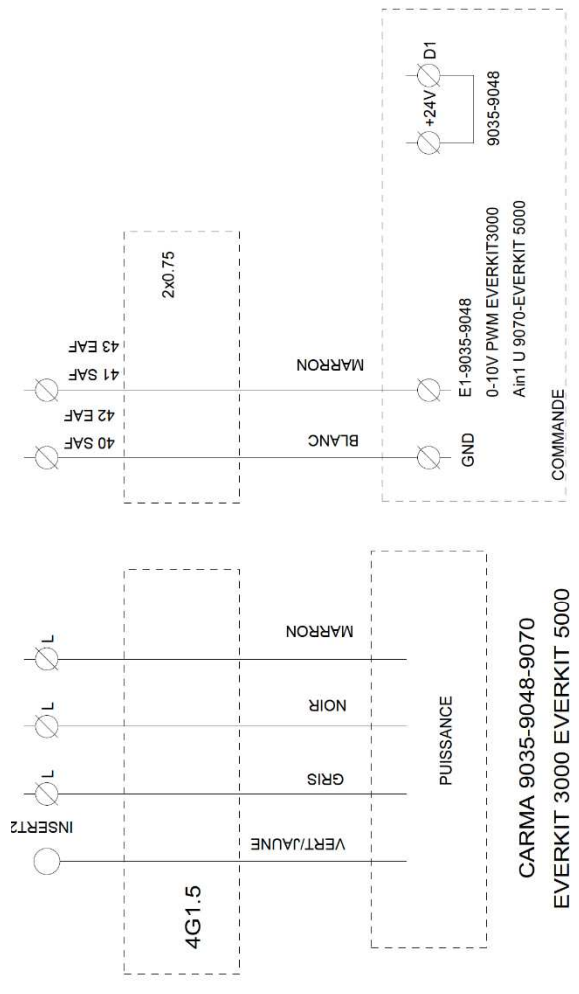 INSERT2
L
L
L
4G1.5
VERT/JAUNE
GRIS
NOIR
MARRON
PUISSANCE
CARMA 9035-9048-9070
EVERKIT 3000 EVERKIT 5000
40 SAF
42 EAF
41 SAF
43 EAF
2x0.75
BLANC
MARRON
GND
E1-9035-9048
0-10V PWM EVERKIT3000
Ain1 U 9070-EVERKIT 5000
+24V
D1
9035-9048
COMMANDE